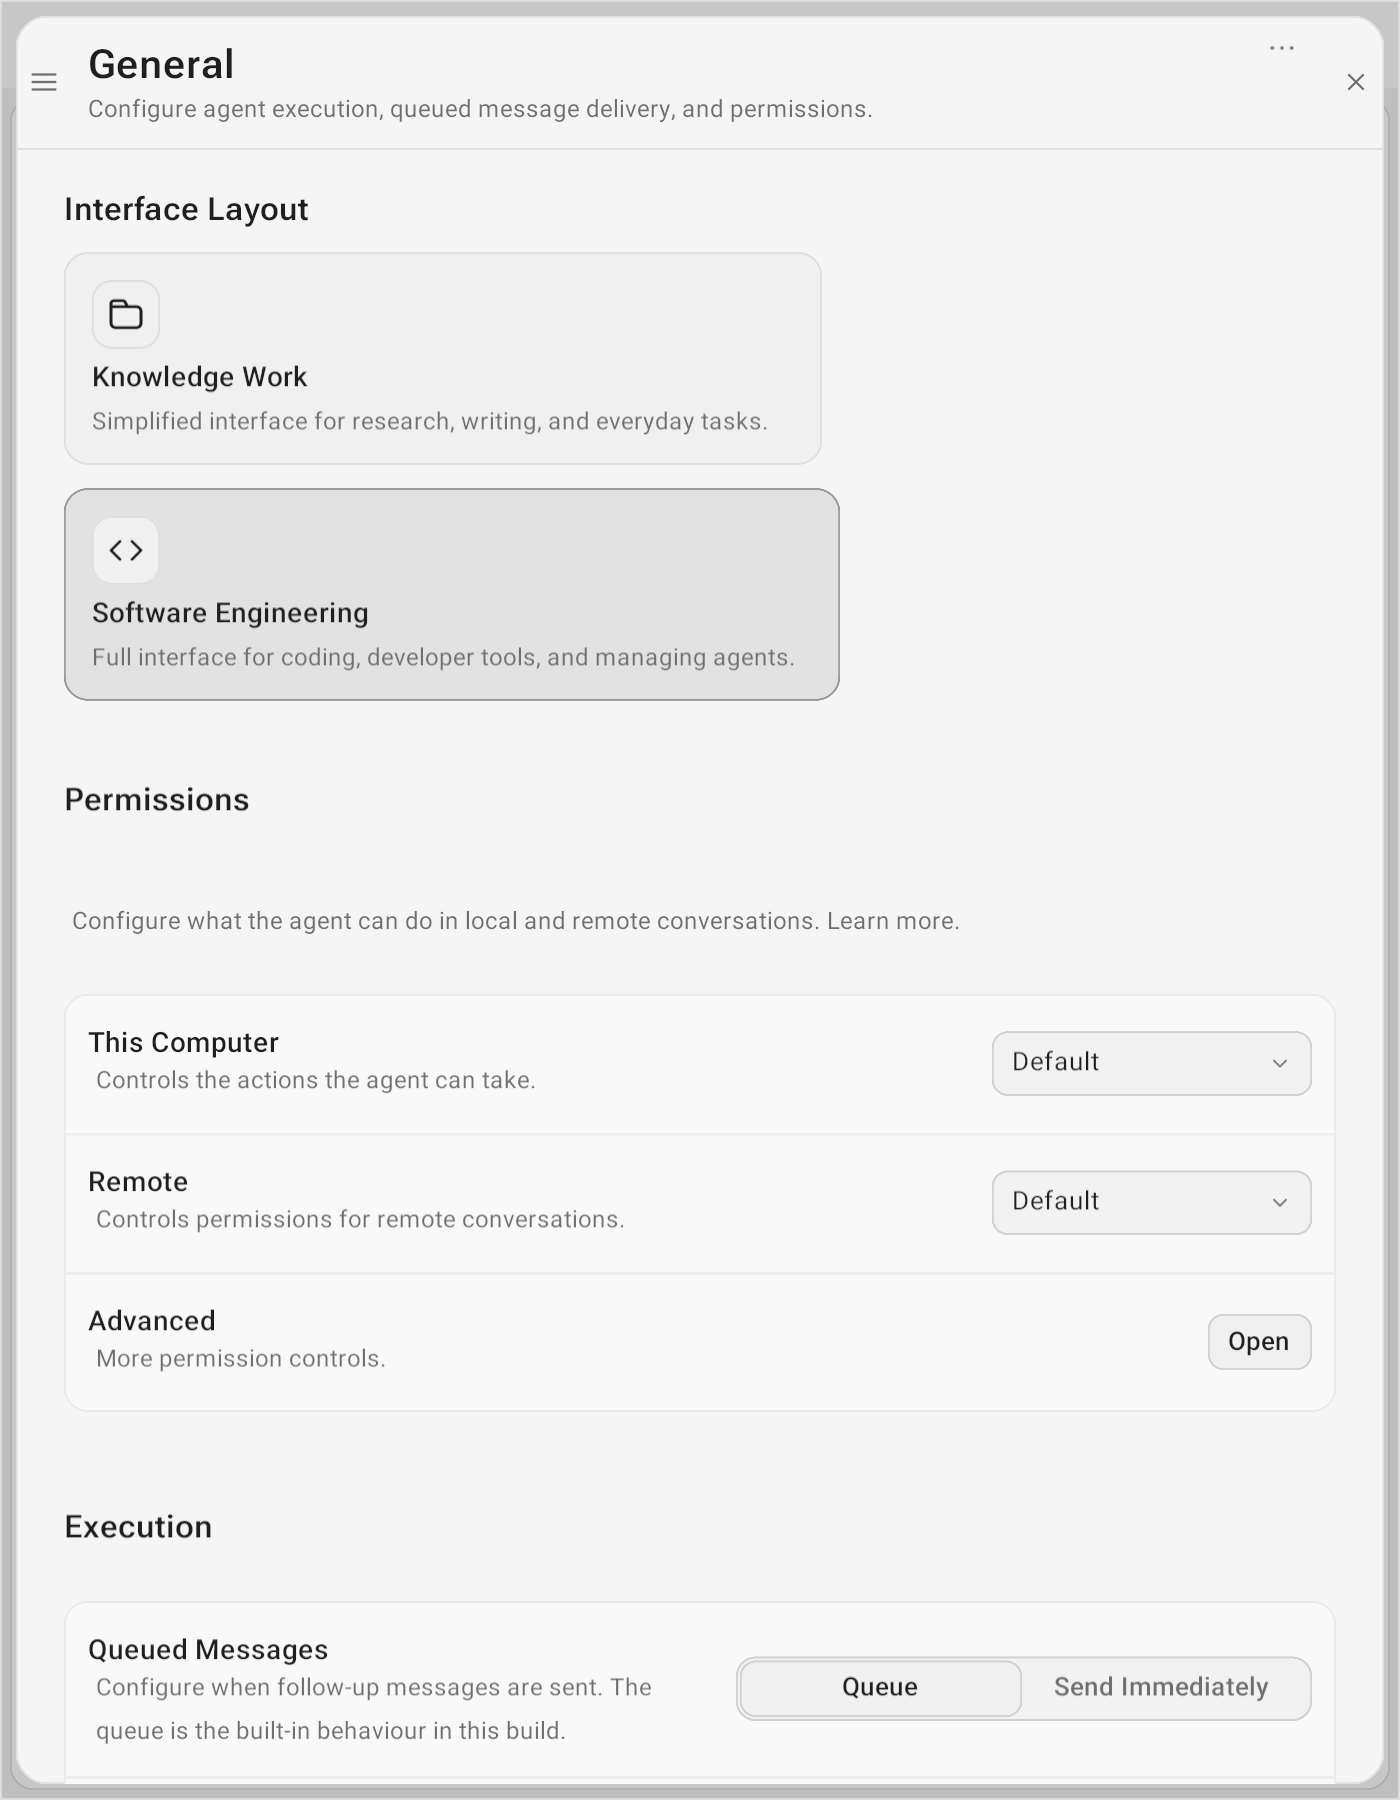 General
Configure agent execution, queued message delivery, and permissions.
Interface Layout
Knowledge Work
Simplified interface for research, writing, and everyday tasks.
Software Engineering
Full interface for coding, developer tools, and managing agents.
Permissions
Configure what the agent can do in local and remote conversations. Learn more.
This Computer
Controls the actions the agent can take.
Default
Remote
Controls permissions for remote conversations.
Default
Advanced
More permission controls.
Open
Execution
Queued Messages
Configure when follow-up messages are sent. The
queue is the built-in behaviour in this build.
Queue
Send Immediately